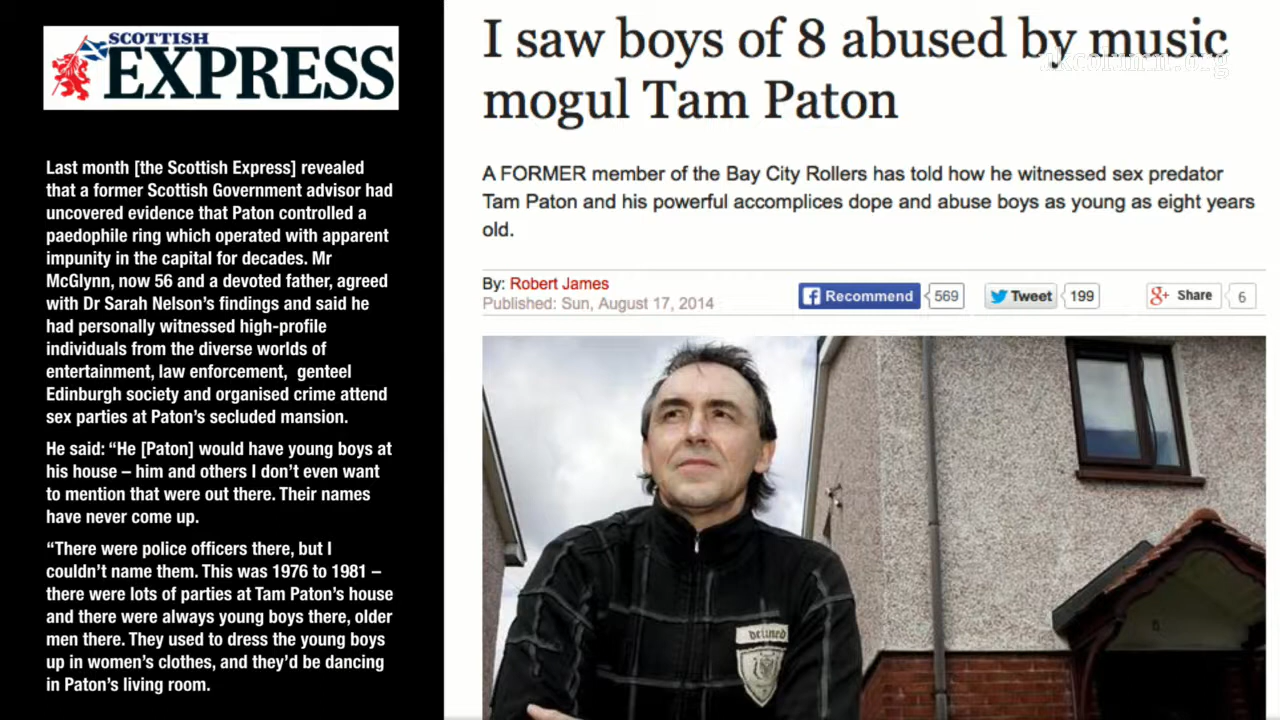 SCOTTISH
EXPRESS
Last month [the Scottish Express] revealed
that a former Scottish Government advisor had
uncovered evidence that Paton controlled a
paedophile ring which operated with apparent
impunity in the capital for decades. Mr
McGlynn, now 56 and a devoted father, agreed
with Dr Sarah Nelson's findings and said he
had personally witnessed high-profile
individuals from the diverse worlds of
entertainment, law enforcement, genteel
Edinburgh society and organised crime attend
sex parties at Paton's secluded mansion.
He said: “He [Paton] would have young boys at
his house – him and others I don't even want
to mention that were out there. Their names
have never come up.
“There were police officers there, but I
couldn't name them. This was 1976 to 1981 –
there were lots of parties at Tam Paton's house
and there were always young boys there, older
men there. They used to dress the young boys
up in women's clothes, and they'd be dancing
in Paton's living room.
I saw boys of 8 abused by music
mogul Tam Paton
ukcolumn.org
A FORMER member of the Bay City Rollers has told how he witnessed sex predator
Tam Paton and his powerful accomplices dope and abuse boys as young as eight years
old.
By: Robert James
Published: Sun, August 17, 2014
Recommend 569
Tweet 199
g+ Share 6